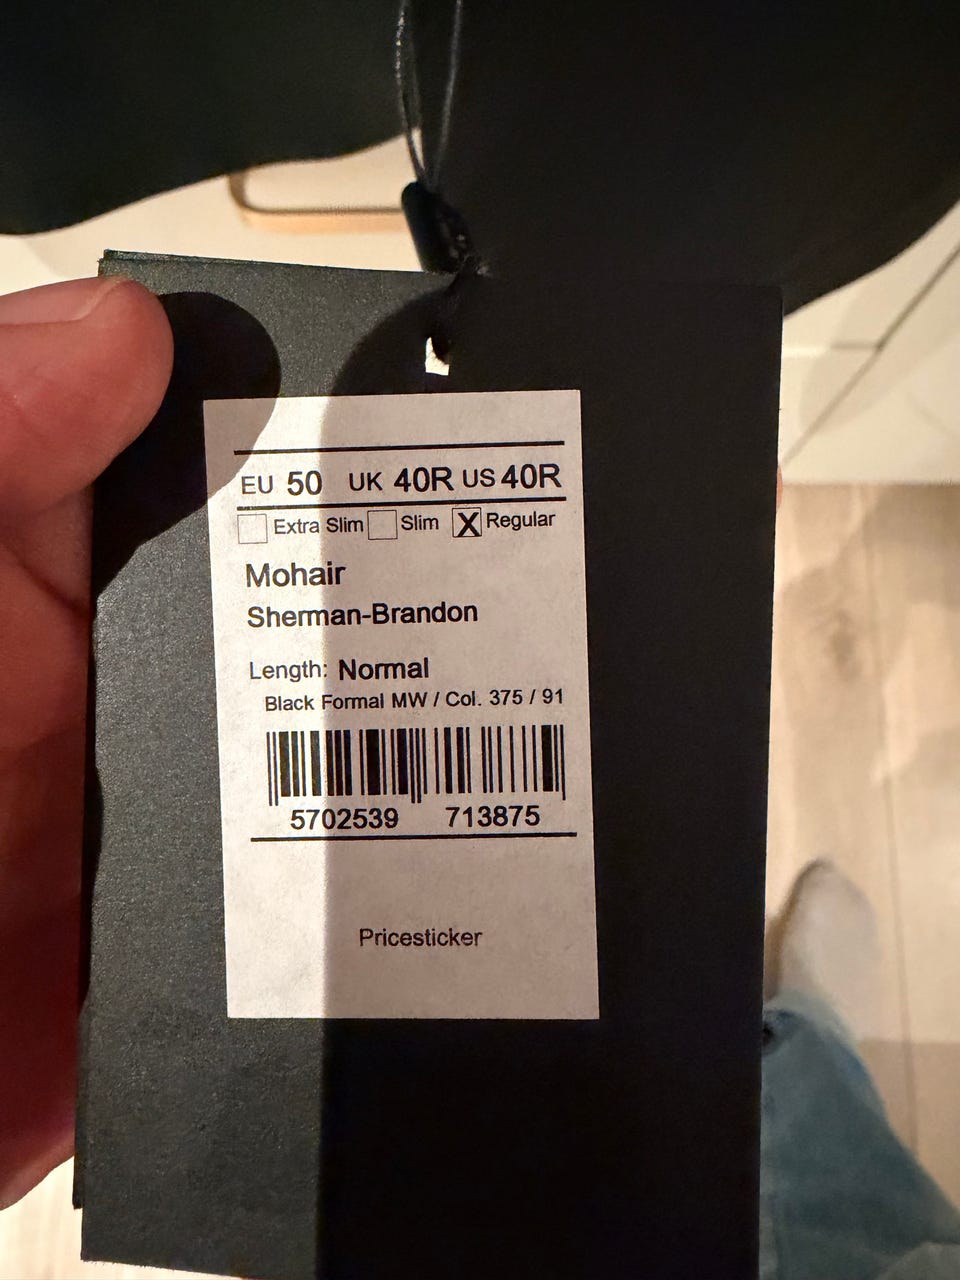 EU 50 UK 40R US 40R
Extra Slim Slim X Regular
Mohair
Sherman-Brandon
Length: Normal
Black Formal MW / Col. 375 / 91
5702539 713875
Pricesticker